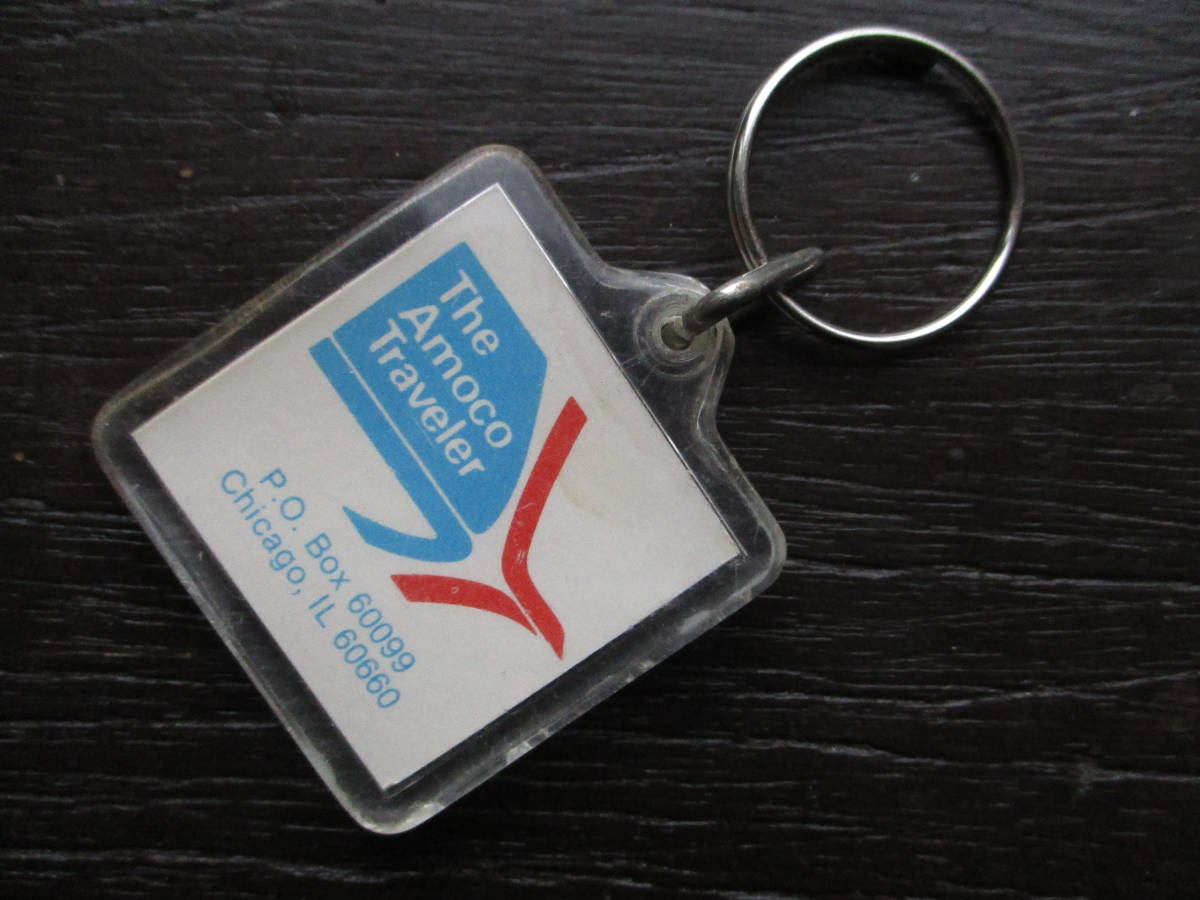 The
Amoco
Traveler
P.O. Box 60099
Chicago, IL 60660